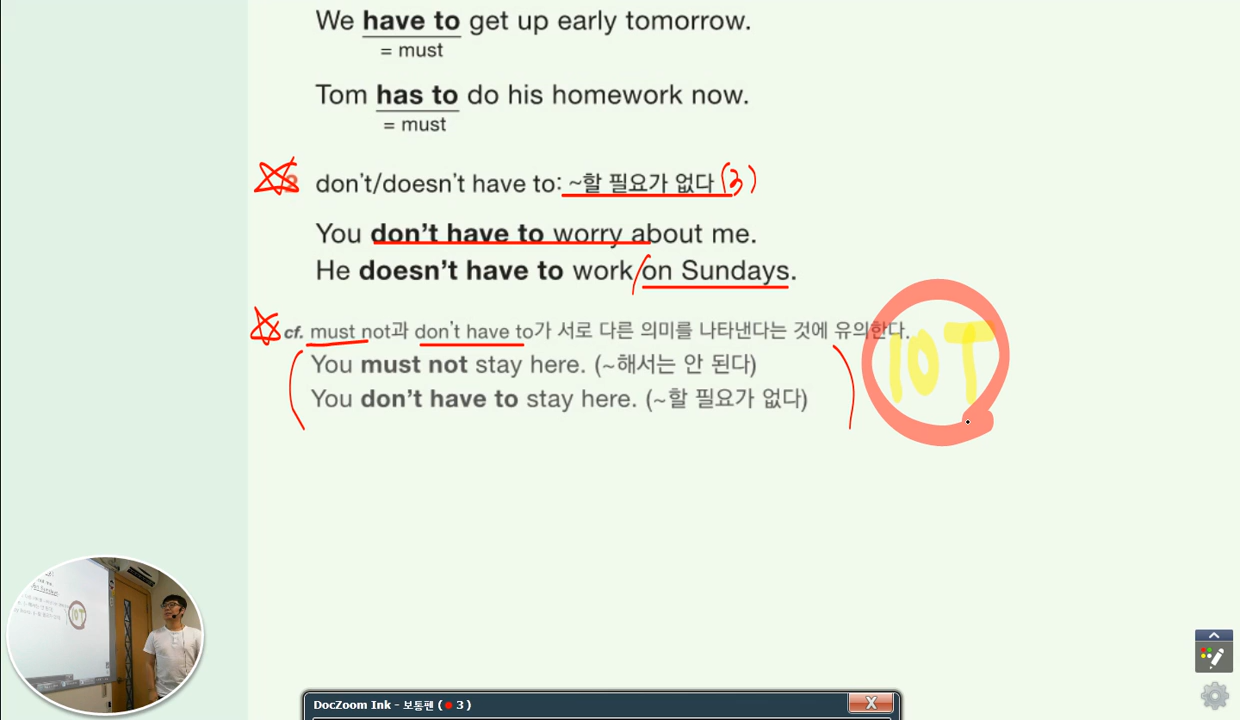 We have to get up early tomorrow.
= must
Tom has to do his homework now.
= must
don't/doesn't have to: ~할 필요가 없다 (3)
You don't have to worry about me.
He doesn't have to work / on Sundays.
cf. must not과 don't have to가 서로 다른 의미를 나타낸다는 것에 유의한다.
You must not stay here. (~해서는 안 된다)
You don't have to stay here. (~할 필요가 없다)
IOT
DocZoom Ink - 보통펜 ( 3 )